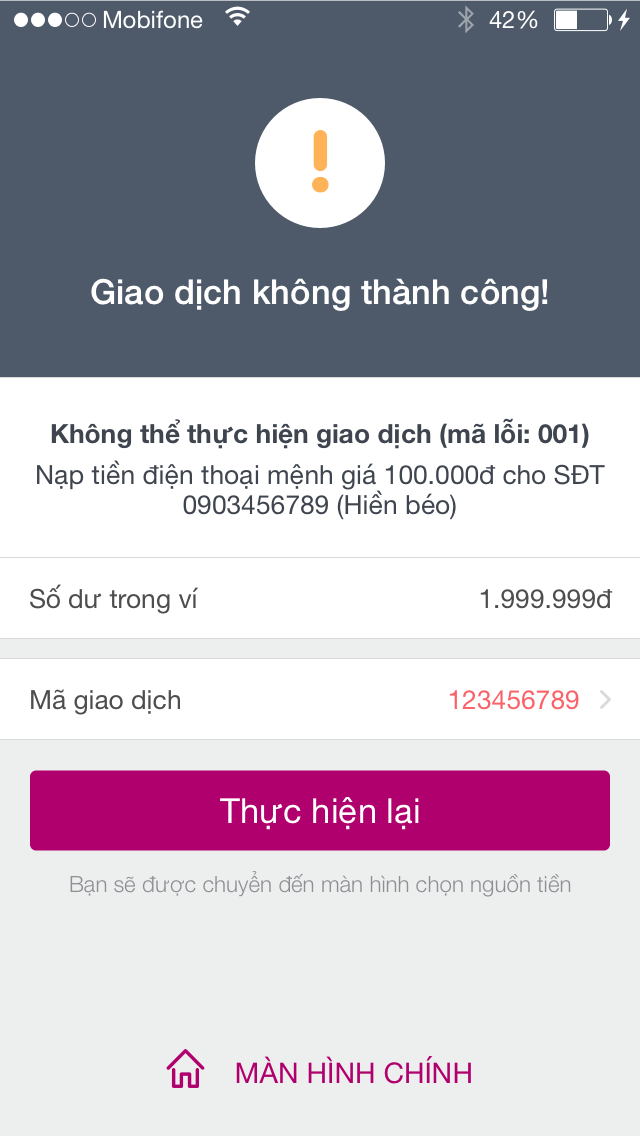 Mobifone 42%
Giao dịch không thành công!
Không thể thực hiện giao dịch (mã lỗi: 001)
Nạp tiền điện thoại mệnh giá 100.000đ cho SĐT
0903456789 (Hiền béo)
Số dư trong ví 1.999.999đ
Mã giao dịch 123456789
Thực hiện lại
Bạn sẽ được chuyển đến màn hình chọn nguồn tiền
MÀN HÌNH CHÍNH